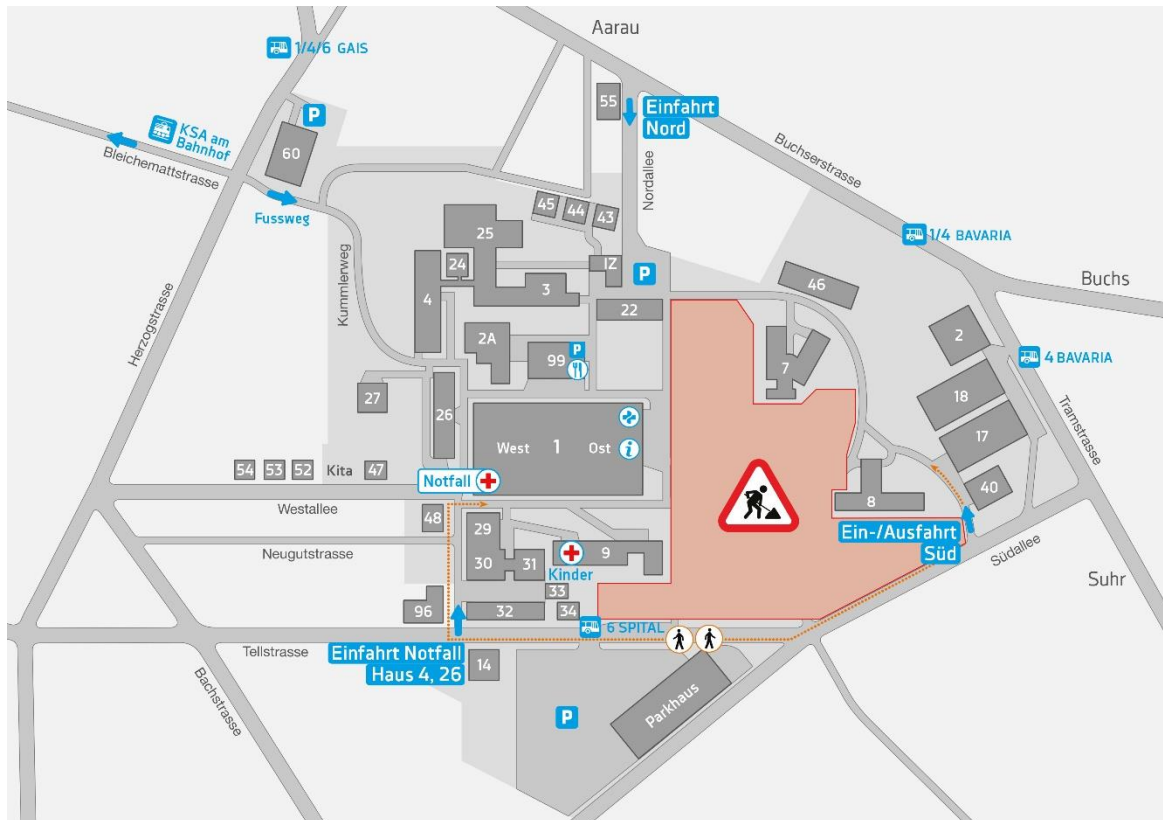 Aarau
1/4/6 GAIS
P
55
Einfahrt
Nord
KSA am
Bahnhof
Bleichemattstrasse
60
Fussweg
Buchserstrasse
Nordallee
45
44
43
25
1/4 BAVARIA
Kummlerweg
Herzogstrasse
24
IZ
P
46
Buchs
4
3
22
2A
99
P
7
2
4 BAVARIA
27
26
18
17
Tramstrasse
West
1
Ost
i
54
53
52
Kita
47
Notfall
40
Westallee
48
29
8
Ein-/Ausfahrt
Süd
Südallee
Neugutstrasse
30
31
9
Kinder
Suhr
33
96
32
34
6 SPITAL
Tellstrasse
Einfahrt Notfall
Haus 4, 26
14
Bachstrasse
P
Parkhaus